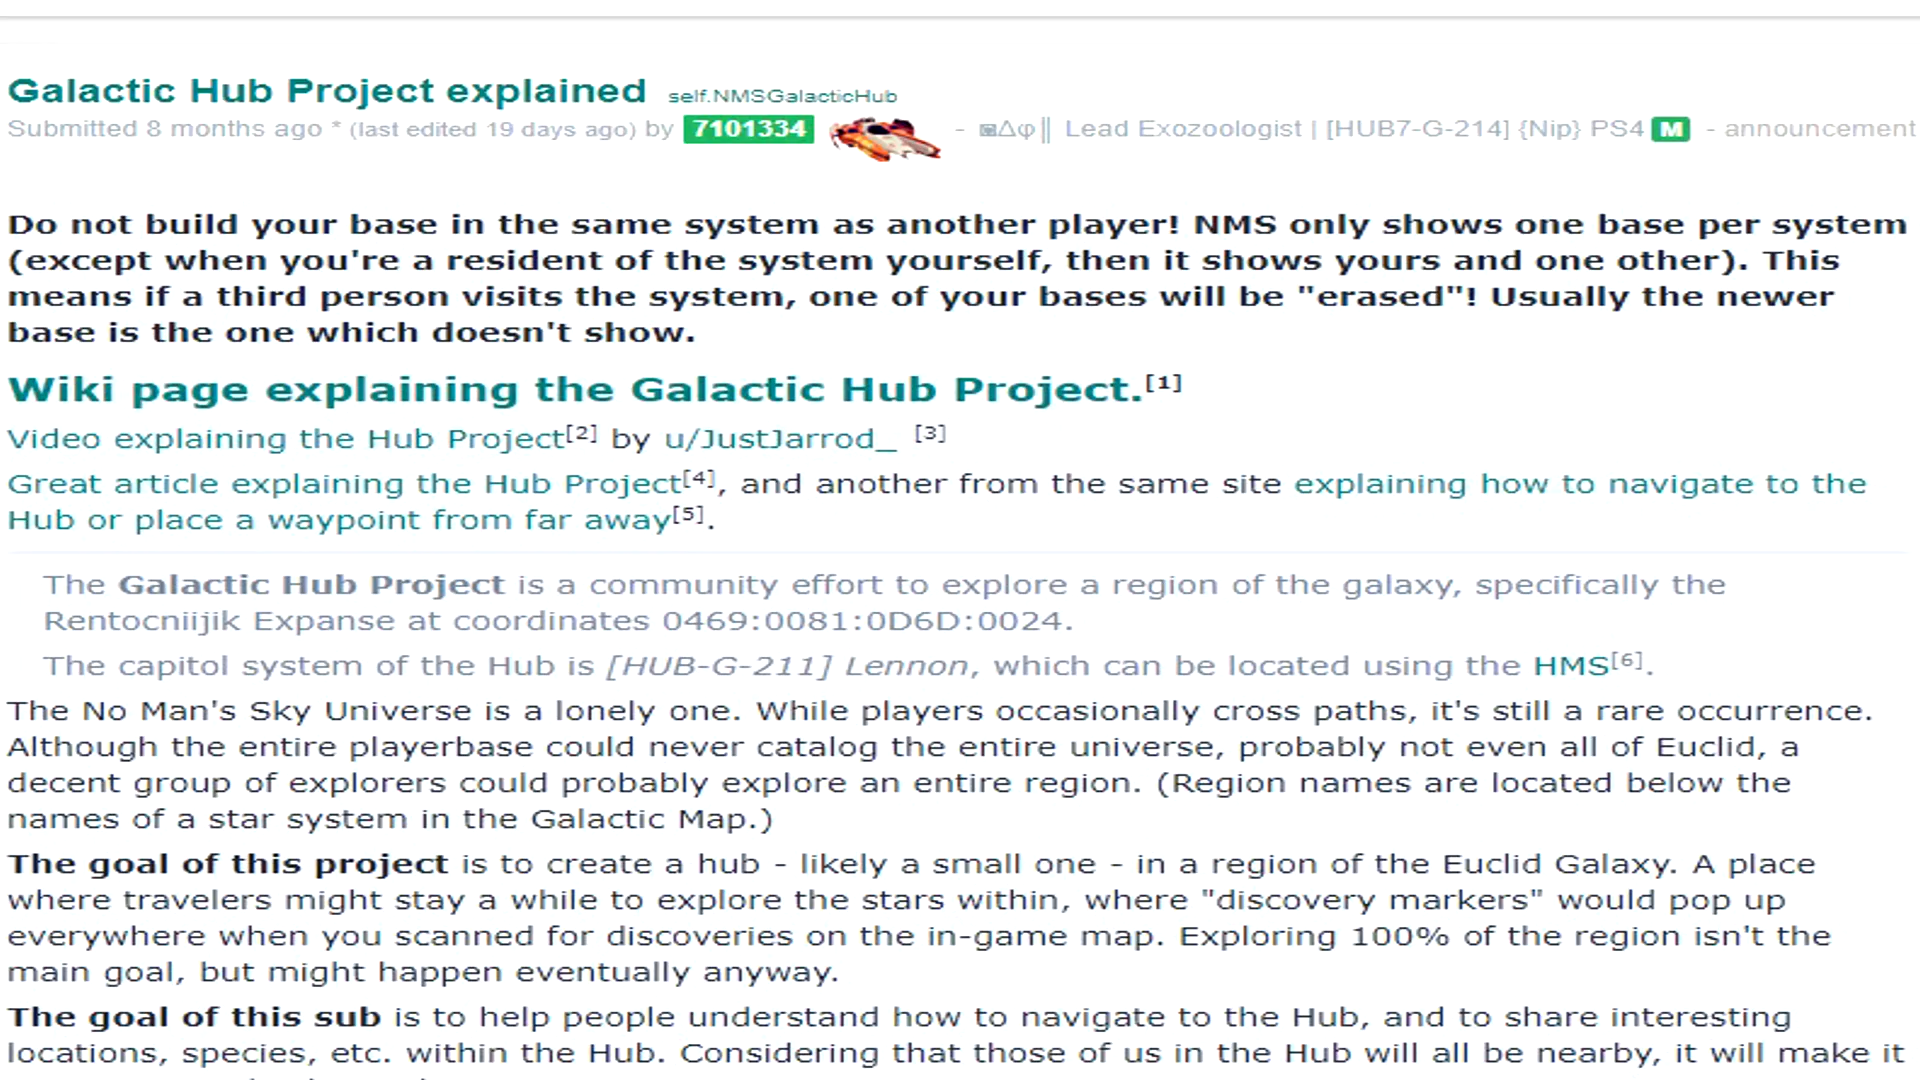 Galactic Hub Project explained self.NMSGalacticHub
Submitted 8 months ago * (last edited 19 days ago) by 7101334 - ◙Δφ║ Lead Exozoologist | [HUB7-G-214] {Nip} PS4 M - announcement
Do not build your base in the same system as another player! NMS only shows one base per system
(except when you're a resident of the system yourself, then it shows yours and one other). This
means if a third person visits the system, one of your bases will be "erased"! Usually the newer
base is the one which doesn't show.
Wiki page explaining the Galactic Hub Project.[1]
Video explaining the Hub Project[2] by u/JustJarrod_ [3]
Great article explaining the Hub Project[4], and another from the same site explaining how to navigate to the
Hub or place a waypoint from far away[5].
The Galactic Hub Project is a community effort to explore a region of the galaxy, specifically the
Rentocniijik Expanse at coordinates 0469:0081:0D6D:0024.
The capitol system of the Hub is [HUB-G-211] Lennon, which can be located using the HMS[6].
The No Man's Sky Universe is a lonely one. While players occasionally cross paths, it's still a rare occurrence.
Although the entire playerbase could never catalog the entire universe, probably not even all of Euclid, a
decent group of explorers could probably explore an entire region. (Region names are located below the
names of a star system in the Galactic Map.)
The goal of this project is to create a hub - likely a small one - in a region of the Euclid Galaxy. A place
where travelers might stay a while to explore the stars within, where "discovery markers" would pop up
everywhere when you scanned for discoveries on the in-game map. Exploring 100% of the region isn't the
main goal, but might happen eventually anyway.
The goal of this sub is to help people understand how to navigate to the Hub, and to share interesting
locations, species, etc. within the Hub. Considering that those of us in the Hub will all be nearby, it will make it